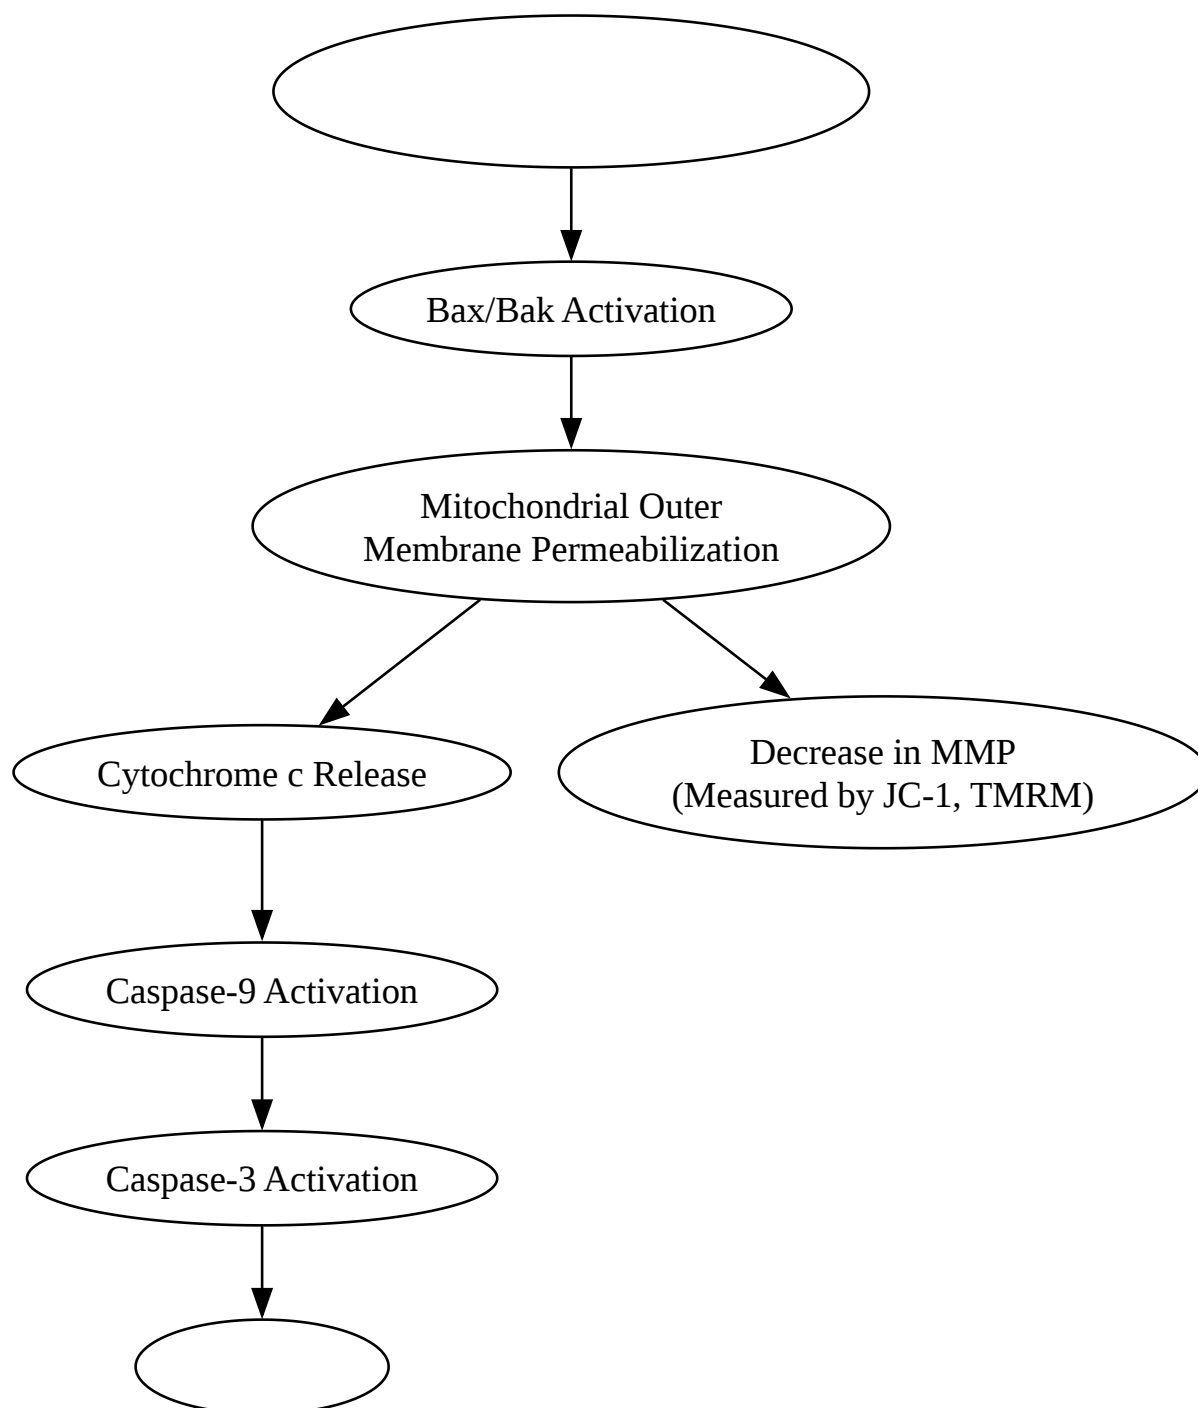 Bax/Bak Activation
Mitochondrial Outer
Membrane Permeabilization
Cytochrome c Release
Decrease in MMP
(Measured by JC-1, TMRM)
Caspase-9 Activation
Caspase-3 Activation